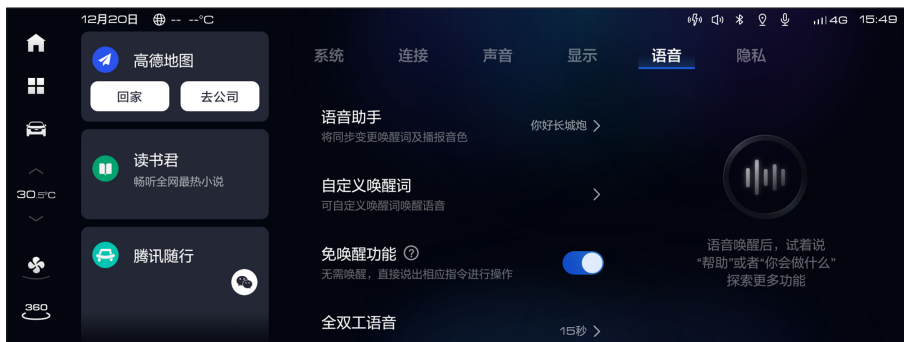 12月20日 -- --°C
4G 15:49
高德地图
回家 去公司
读书君
畅听全网最热小说
腾讯随行
30.5°C
360
系统 连接 声音 显示 语音 隐私
语音助手
将同步变更唤醒词及播报音色
你好长城炮
自定义唤醒词
可自定义唤醒词唤醒语音
免唤醒功能 ?
无需唤醒，直接说出相应指令进行操作
全双工语音
15秒
语音唤醒后，试着说
“帮助”或者“你会做什么”
探索更多功能